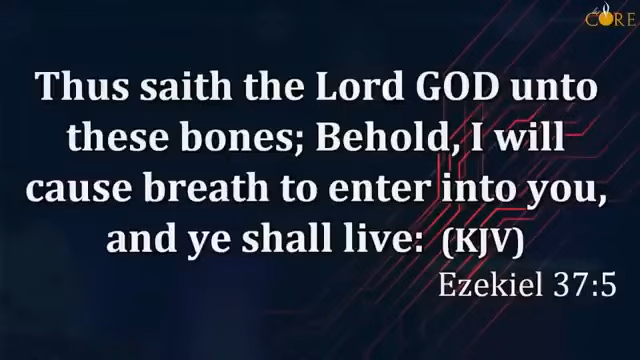 the CORE
Thus saith the Lord GOD unto
these bones; Behold, I will
cause breath to enter into you,
and ye shall live: (KJV)
Ezekiel 37:5